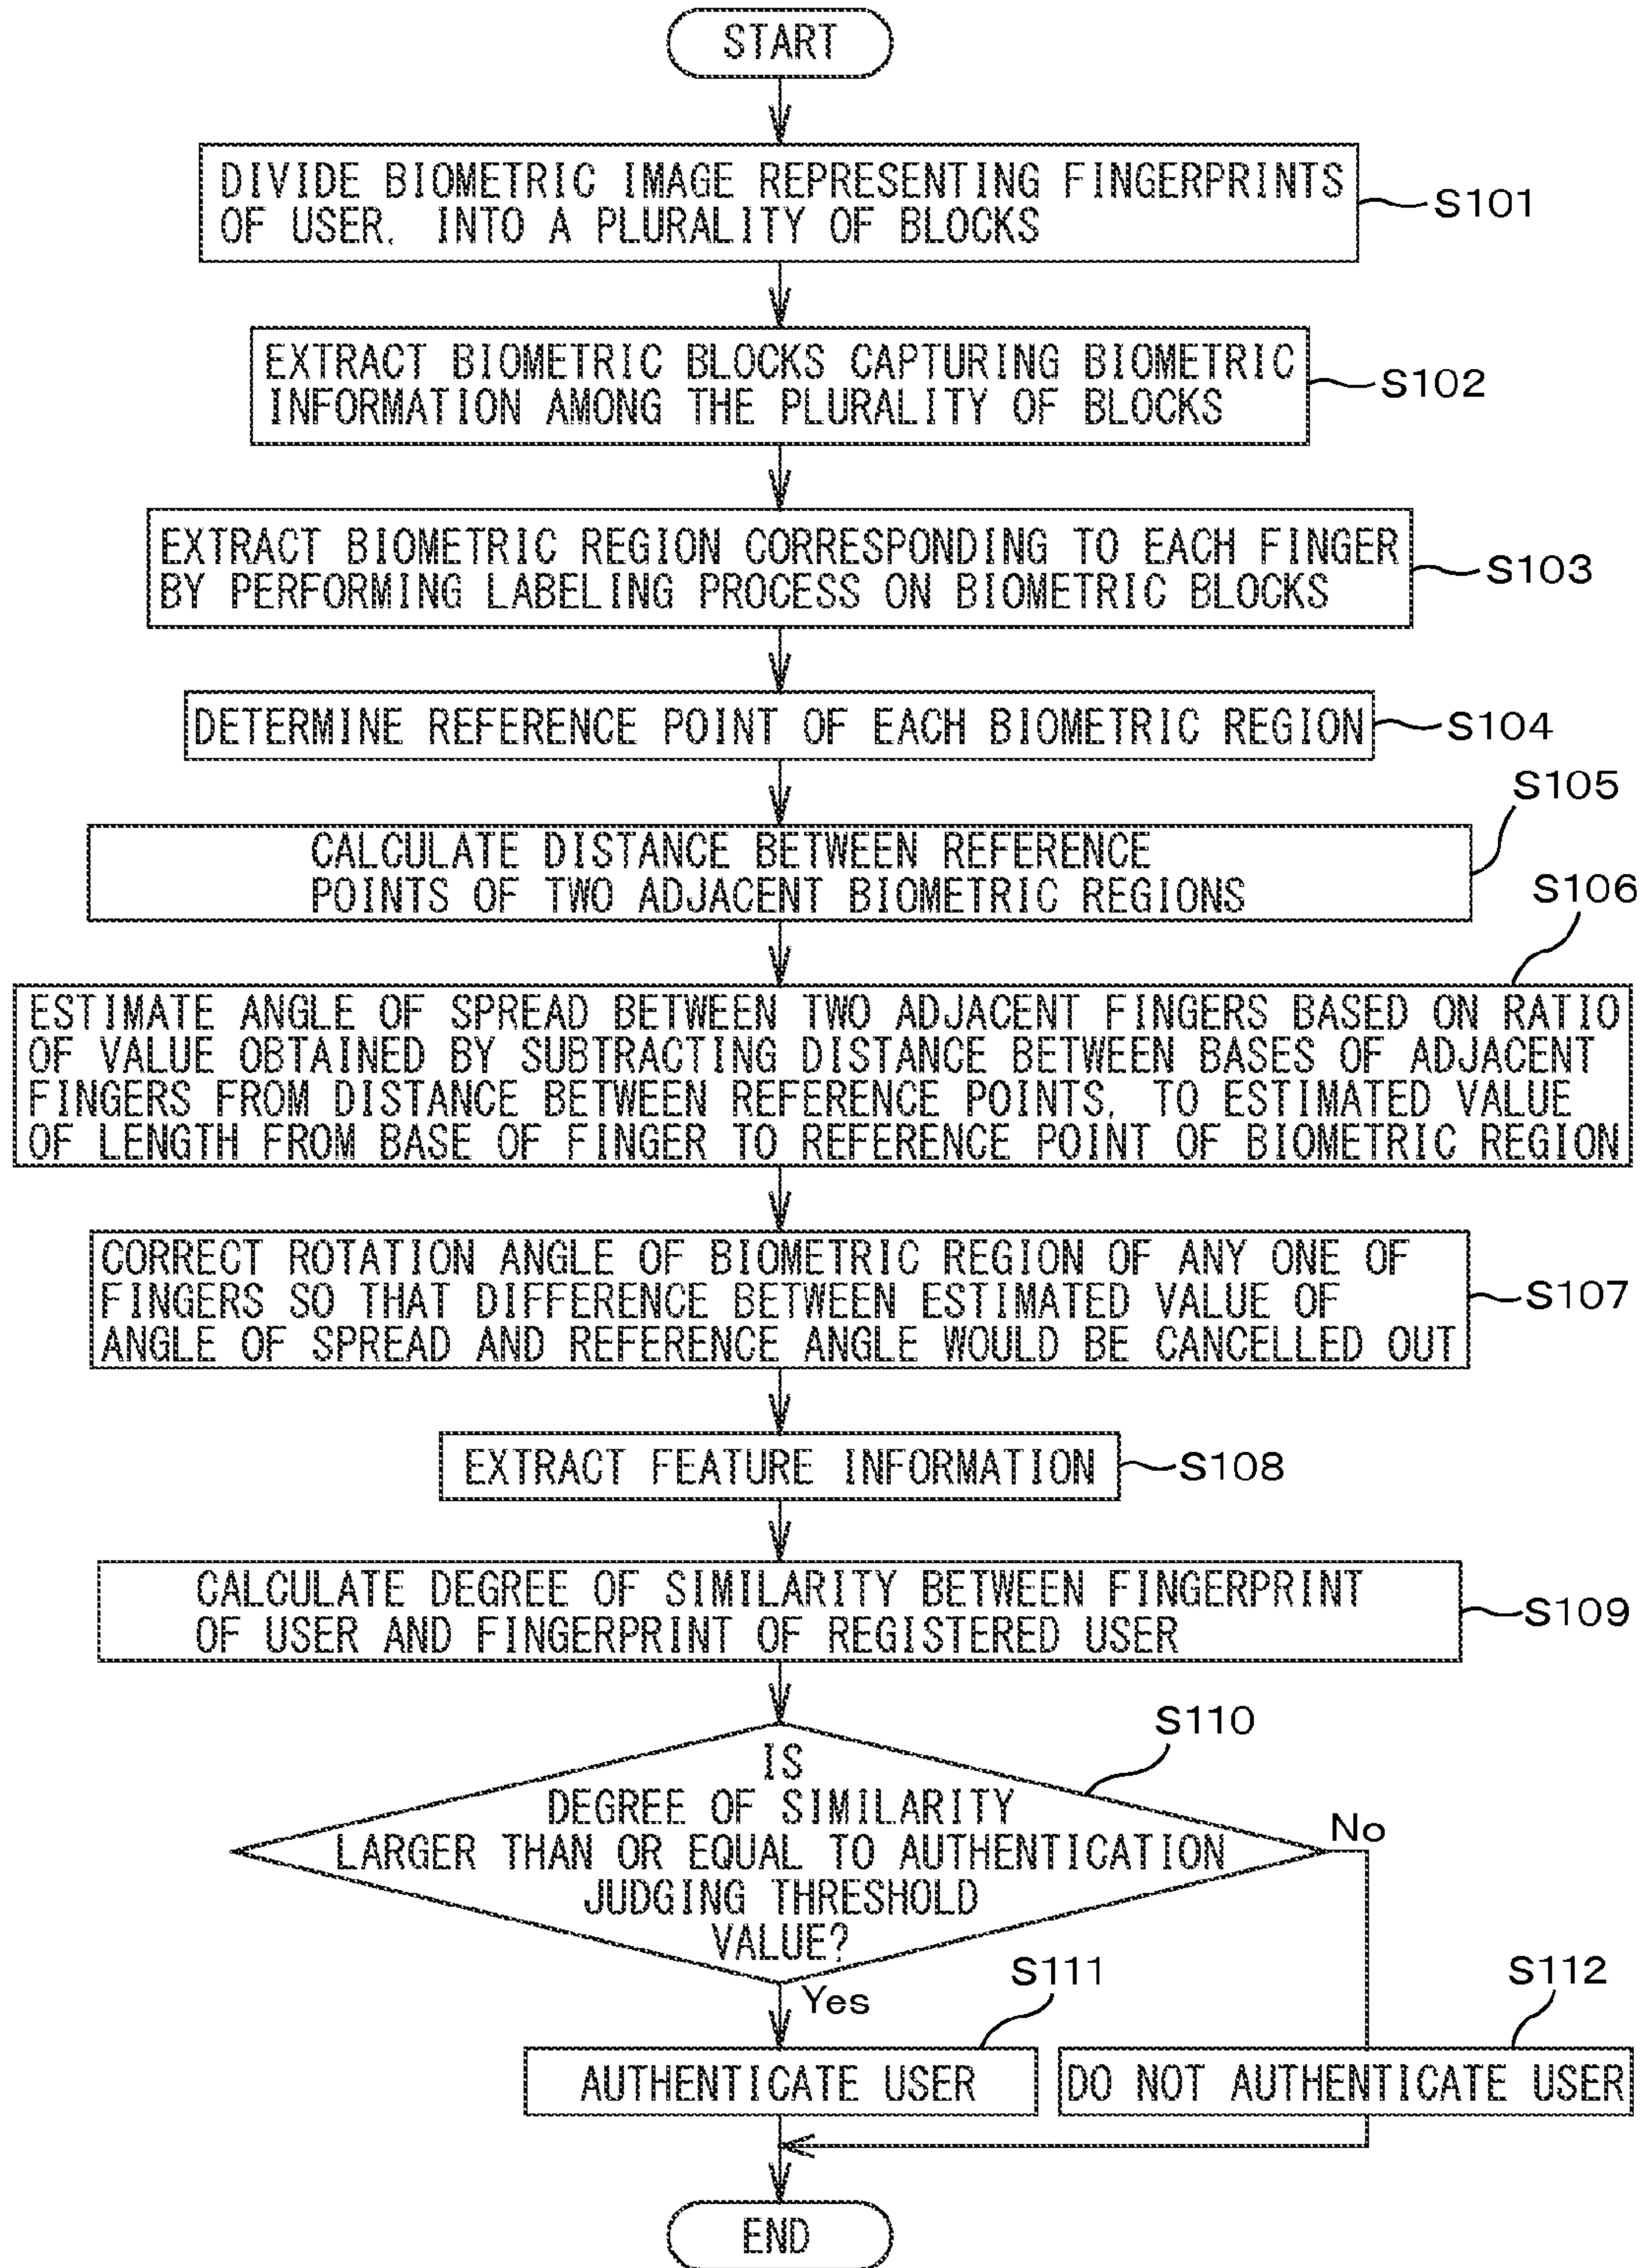 START
DIVIDE BIOMETRIC IMAGE REPRESENTING FINGERPRINTS
OF USER, INTO A PLURALITY OF BLOCKS
S101
EXTRACT BIOMETRIC BLOCKS CAPTURING BIOMETRIC
INFORMATION AMONG THE PLURALITY OF BLOCKS
S102
EXTRACT BIOMETRIC REGION CORRESPONDING TO EACH FINGER
BY PERFORMING LABELING PROCESS ON BIOMETRIC BLOCKS
S103
DETERMINE REFERENCE POINT OF EACH BIOMETRIC REGION
S104
CALCULATE DISTANCE BETWEEN REFERENCE
POINTS OF TWO ADJACENT BIOMETRIC REGIONS
S105
ESTIMATE ANGLE OF SPREAD BETWEEN TWO ADJACENT FINGERS BASED ON RATIO
OF VALUE OBTAINED BY SUBTRACTING DISTANCE BETWEEN BASES OF ADJACENT
FINGERS FROM DISTANCE BETWEEN REFERENCE POINTS, TO ESTIMATED VALUE
OF LENGTH FROM BASE OF FINGER TO REFERENCE POINT OF BIOMETRIC REGION
S106
CORRECT ROTATION ANGLE OF BIOMETRIC REGION OF ANY ONE OF
FINGERS SO THAT DIFFERENCE BETWEEN ESTIMATED VALUE OF
ANGLE OF SPREAD AND REFERENCE ANGLE WOULD BE CANCELLED OUT
S107
EXTRACT FEATURE INFORMATION
S108
CALCULATE DEGREE OF SIMILARITY BETWEEN FINGERPRINT
OF USER AND FINGERPRINT OF REGISTERED USER
S109
S110
IS
DEGREE OF SIMILARITY
LARGER THAN OR EQUAL TO AUTHENTICATION
JUDGING THRESHOLD
VALUE?
No
Yes
S111
S112
AUTHENTICATE USER
DO NOT AUTHENTICATE USER
END